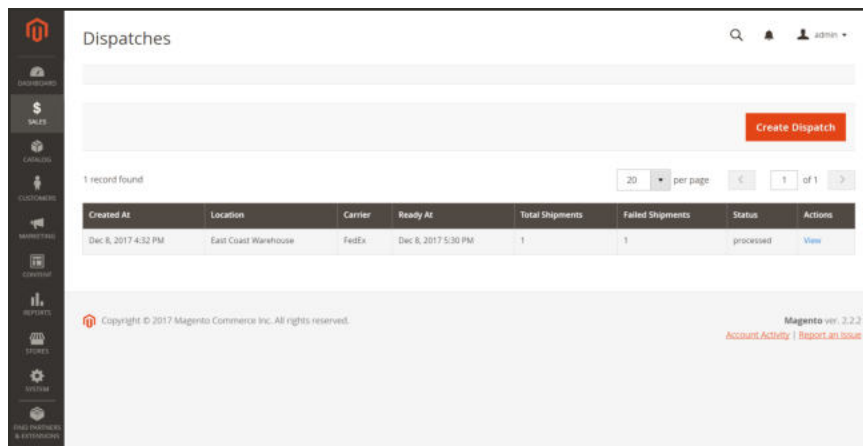 Dispatches
admin
DASHBOARD
$
SALES
CATALOG
CUSTOMERS
MARKETING
CONTENT
REPORTS
STORES
SYSTEM
FIND PARTNERS
& EXTENSIONS
Create Dispatch
1 record found
20 per page 1 of 1
Created At Location Carrier Ready At Total Shipments Failed Shipments Status Actions
Dec 8, 2017 4:32 PM East Coast Warehouse FedEx Dec 8, 2017 5:30 PM 1 1 processed View
Copyright © 2017 Magento Commerce Inc. All rights reserved.
Magento ver. 2.2.2
Account Activity | Report an Issue